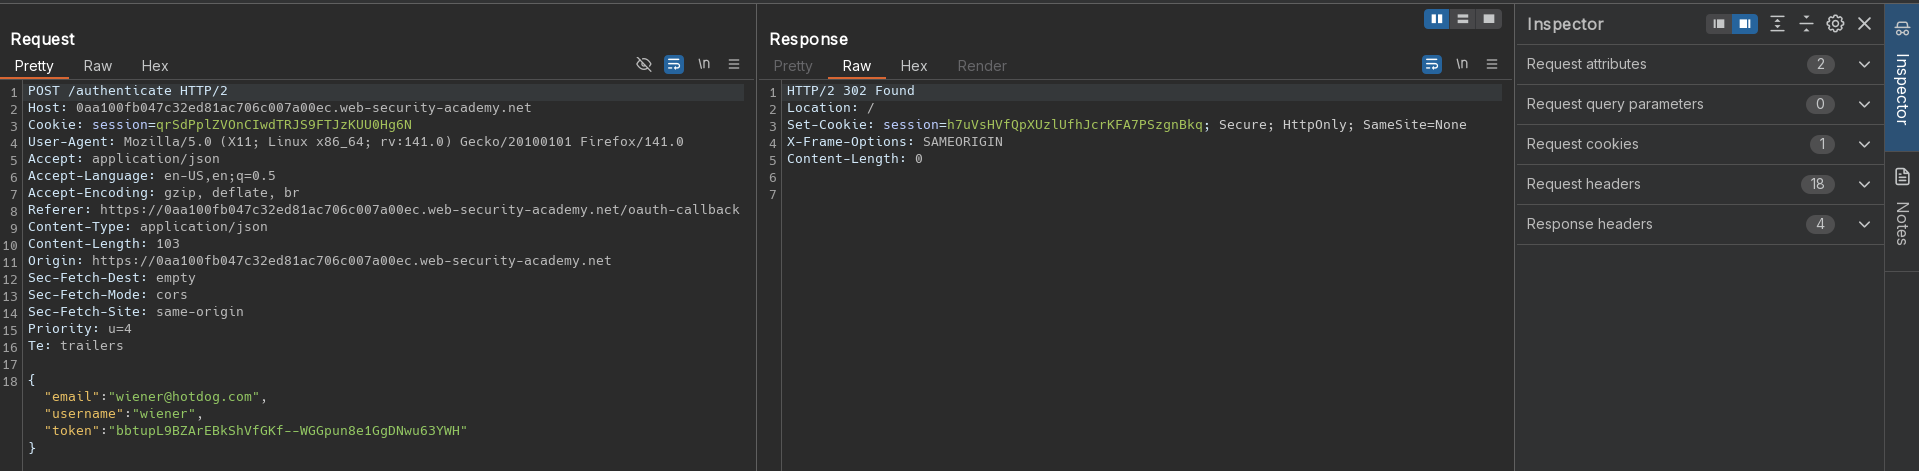 Request
Pretty Raw Hex
\n
1 POST /authenticate HTTP/2
2 Host: 0aa100fb047c32ed81ac706c007a00ec.web-security-academy.net
3 Cookie: session=qrSdPplZVOnCIwdTRJS9FTJzKUU0Hg6N
4 User-Agent: Mozilla/5.0 (X11; Linux x86_64; rv:141.0) Gecko/20100101 Firefox/141.0
5 Accept: application/json
6 Accept-Language: en-US,en;q=0.5
7 Accept-Encoding: gzip, deflate, br
8 Referer: https://0aa100fb047c32ed81ac706c007a00ec.web-security-academy.net/oauth-callback
9 Content-Type: application/json
10 Content-Length: 103
11 Origin: https://0aa100fb047c32ed81ac706c007a00ec.web-security-academy.net
12 Sec-Fetch-Dest: empty
13 Sec-Fetch-Mode: cors
14 Sec-Fetch-Site: same-origin
15 Priority: u=4
16 Te: trailers
17
18 {
"email":"wiener@hotdog.com",
"username":"wiener",
"token":"bbtupL9BZArEBkShVfGKf--WGGpun8e1GgDNwu63YWH"
}
Response
Pretty Raw Hex Render
\n
1 HTTP/2 302 Found
2 Location: /
3 Set-Cookie: session=h7uVsHVfQpXUzlUfhJcrKFA7PSzgnBkq; Secure; HttpOnly; SameSite=None
4 X-Frame-Options: SAMEORIGIN
5 Content-Length: 0
6
7
Inspector
Request attributes 2
Request query parameters 0
Request cookies 1
Request headers 18
Response headers 4
Inspector
Notes